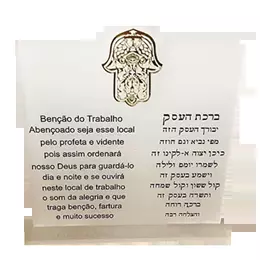 Benção do Trabalho
Abençoado seja esse local
pelo profeta e vidente
pois assim ordenará
nosso Deus para guardá-lo
dia e noite e se ouvirá
neste local de trabalho
o som da alegria e que
traga benção, fartura
e muito sucesso
ברכת העסק
יבורך העסק הזה
מפי נביא וגם חוזה
כי כן יצוה א-לקינו זה
לשמרו יומם ולילה
וישמע בעסק זה
קול ששון וקול שמחה
ותשרה בעסק זה
ברכה רוחה
והצלחה רבה